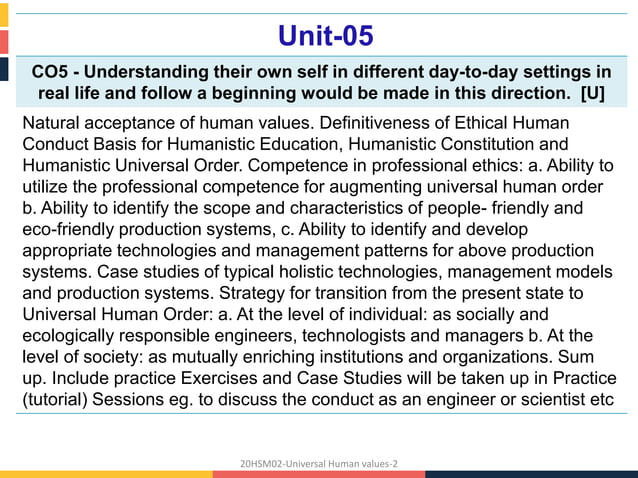 Unit-05
CO5 - Understanding their own self in different day-to-day settings in
real life and follow a beginning would be made in this direction. [U]
Natural acceptance of human values. Definitiveness of Ethical Human
Conduct Basis for Humanistic Education, Humanistic Constitution and
Humanistic Universal Order. Competence in professional ethics: a. Ability to
utilize the professional competence for augmenting universal human order
b. Ability to identify the scope and characteristics of people- friendly and
eco-friendly production systems, c. Ability to identify and develop
appropriate technologies and management patterns for above production
systems. Case studies of typical holistic technologies, management models
and production systems. Strategy for transition from the present state to
Universal Human Order: a. At the level of individual: as socially and
ecologically responsible engineers, technologists and managers b. At the
level of society: as mutually enriching institutions and organizations. Sum
up. Include practice Exercises and Case Studies will be taken up in Practice
(tutorial) Sessions eg. to discuss the conduct as an engineer or scientist etc
20HSM02-Universal Human values-2